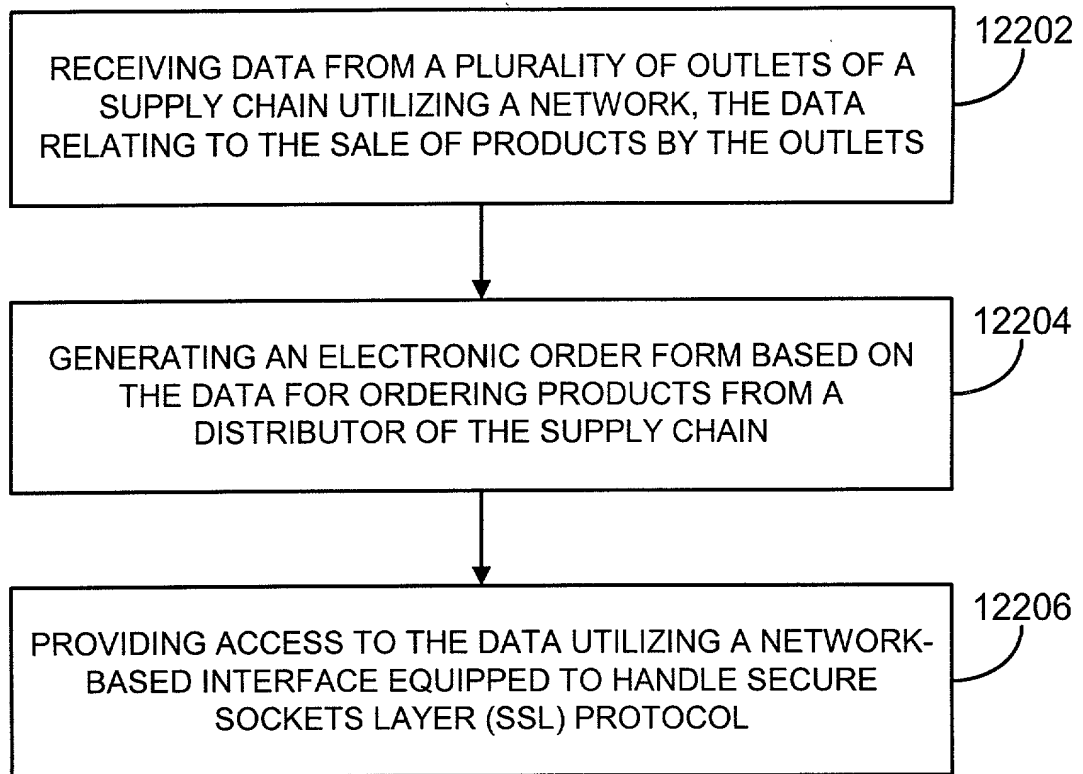 12202
RECEIVING DATA FROM A PLURALITY OF OUTLETS OF A
SUPPLY CHAIN UTILIZING A NETWORK, THE DATA
RELATING TO THE SALE OF PRODUCTS BY THE OUTLETS
12204
GENERATING AN ELECTRONIC ORDER FORM BASED ON
THE DATA FOR ORDERING PRODUCTS FROM A
DISTRIBUTOR OF THE SUPPLY CHAIN
12206
PROVIDING ACCESS TO THE DATA UTILIZING A NETWORK-
BASED INTERFACE EQUIPPED TO HANDLE SECURE
SOCKETS LAYER (SSL) PROTOCOL